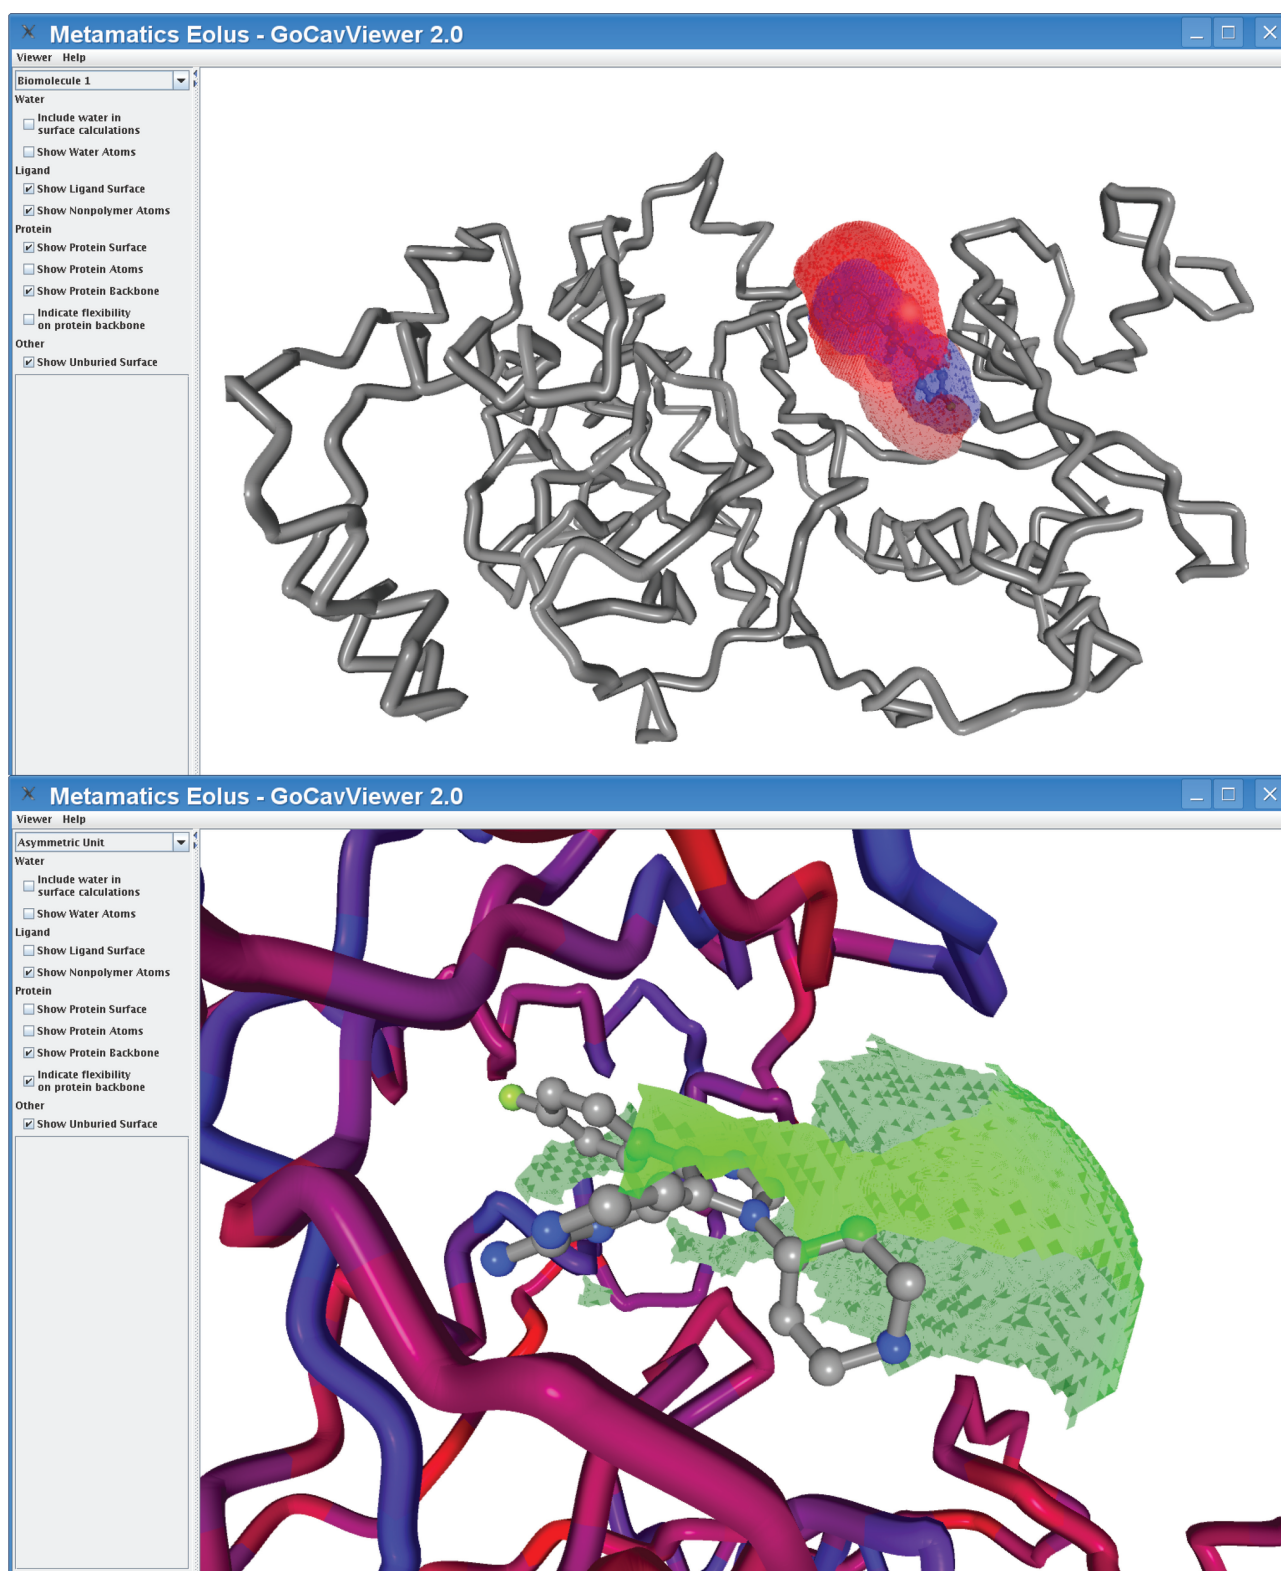 Metamatics Eolus - GoCavViewer 2.0
Viewer Help
Biomolecule 1
Water
Include water in
surface calculations
Show Water Atoms
Ligand
Show Ligand Surface
Show Nonpolymer Atoms
Protein
Show Protein Surface
Show Protein Atoms
Show Protein Backbone
Indicate flexibility
on protein backbone
Other
Show Unburied Surface
Metamatics Eolus - GoCavViewer 2.0
Viewer Help
Asymmetric Unit
Water
Include water in
surface calculations
Show Water Atoms
Ligand
Show Ligand Surface
Show Nonpolymer Atoms
Protein
Show Protein Surface
Show Protein Atoms
Show Protein Backbone
Indicate flexibility
on protein backbone
Other
Show Unburied Surface